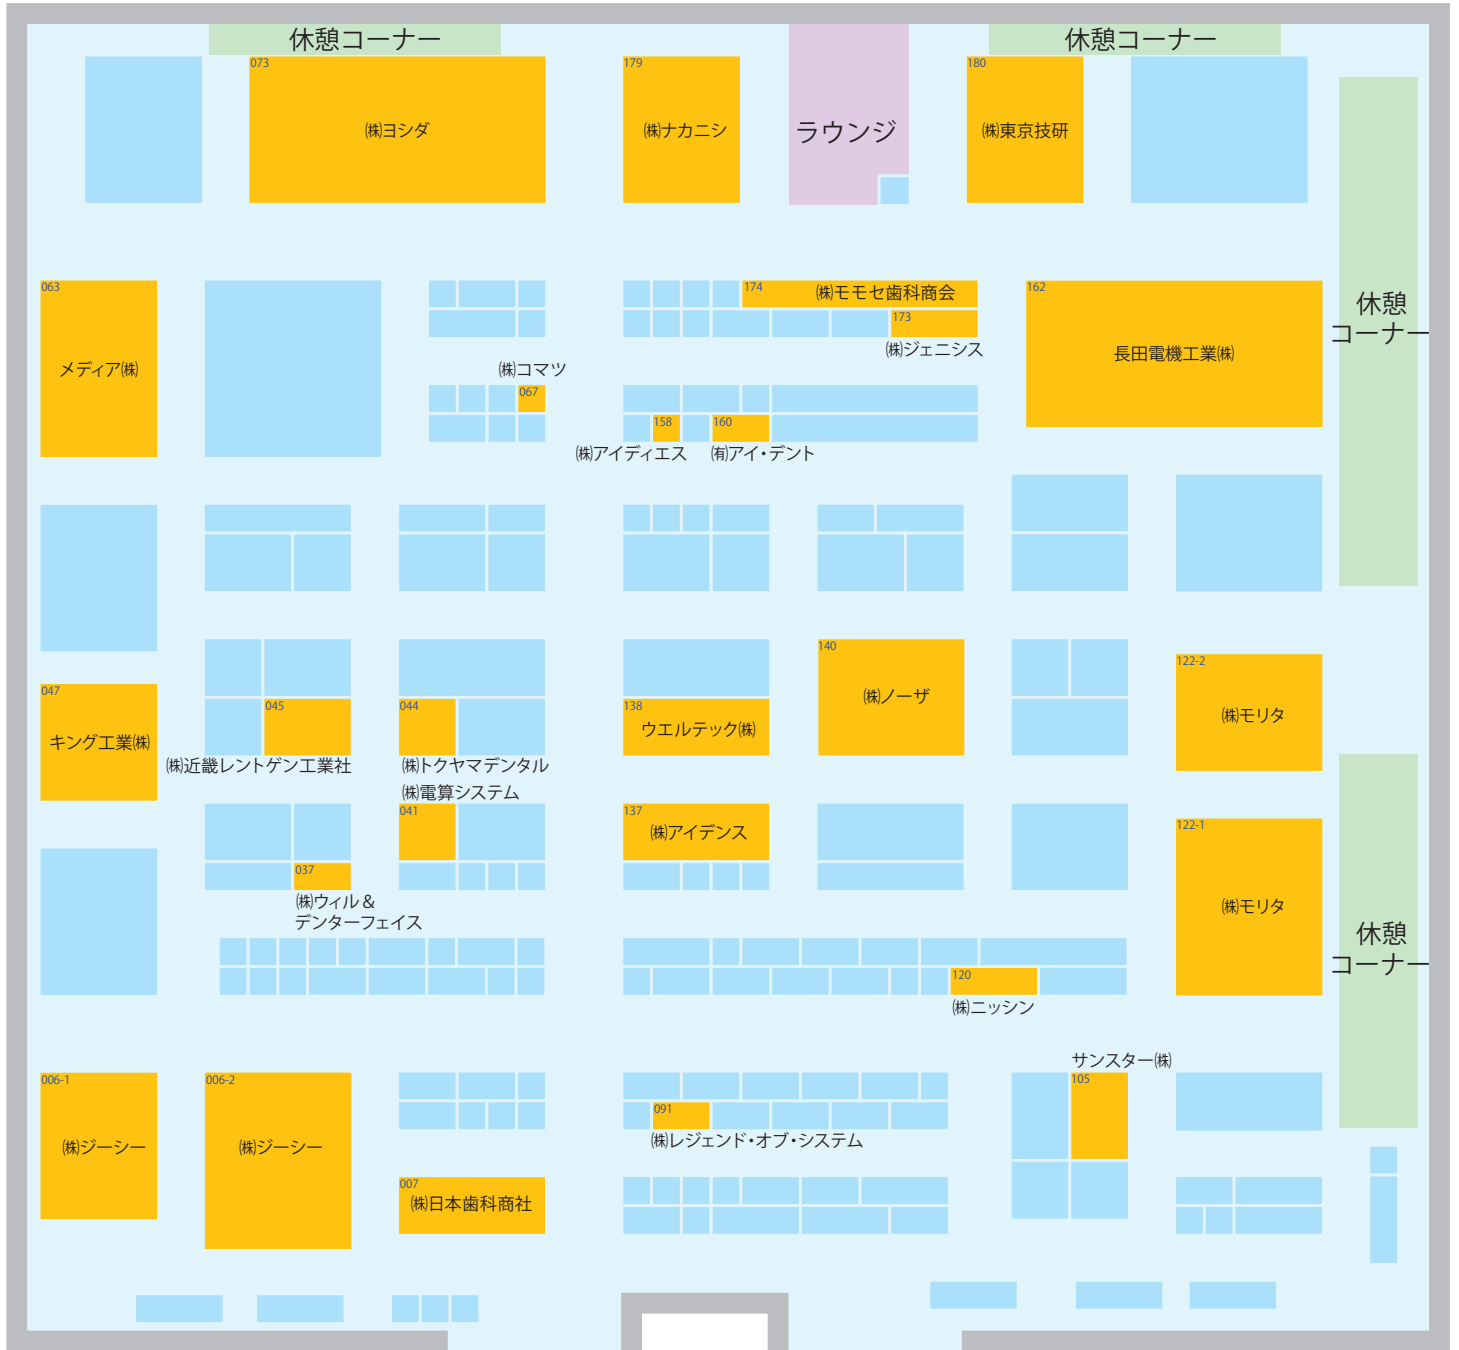 休憩コーナー
休憩コーナー
073
㈱ヨシダ
179
㈱ナカニシ
ラウンジ
180
㈱東京技研
063
メディア㈱
174
㈱モモセ歯科商会
173
㈱ジェニシス
162
長田電機工業㈱
休憩
コーナー
㈱コマツ
067
158
㈱アイディエス
160
㈲アイ・デント
047
キング工業㈱
045
㈱近畿レントゲン工業社
044
㈱トクヤマデンタル
138
ウエルテック㈱
140
㈱ノーザ
122-2
㈱モリタ
㈱電算システム
041
137
㈱アイデンス
122-1
㈱モリタ
037
㈱ウィル＆
デンターフェイス
休憩
コーナー
120
㈱ニッシン
006-1
㈱ジーシー
006-2
㈱ジーシー
サンスター㈱
105
091
㈱レジェンド・オブ・システム
007
㈱日本歯科商社